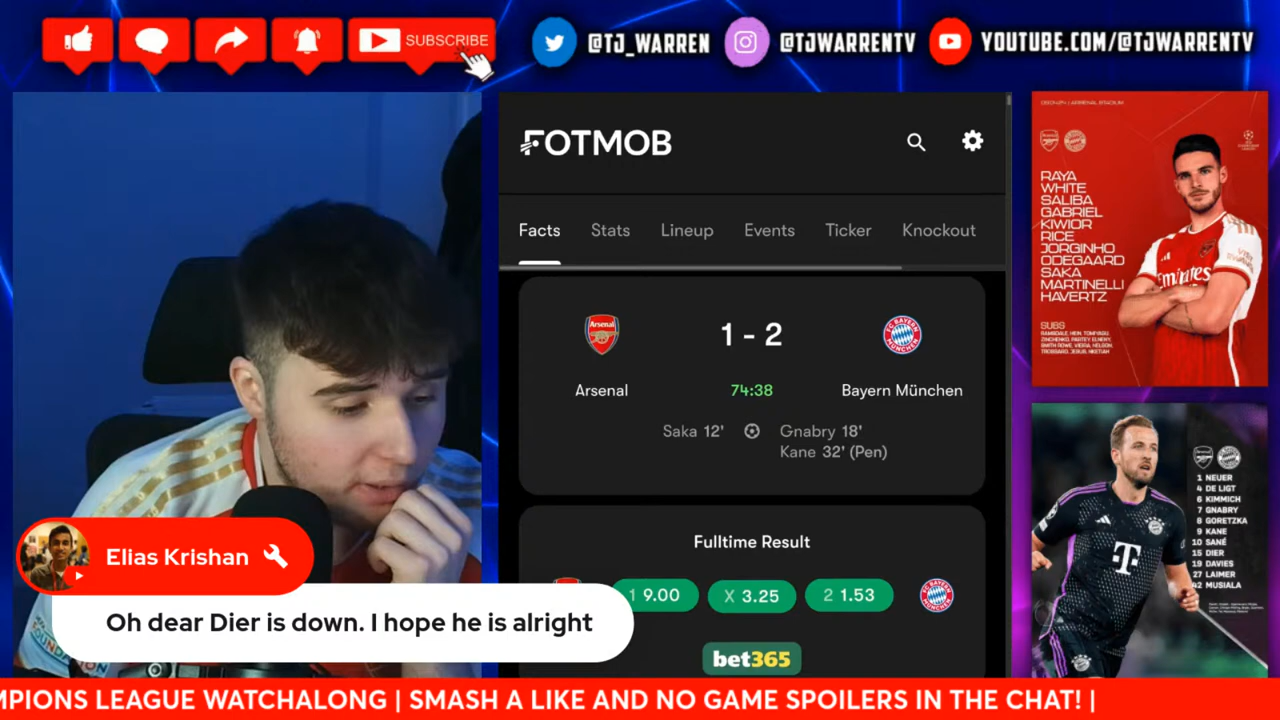 SUBSCRIBE
@TJ_WARREN
@TJWARRENTV
YOUTUBE.COM/@TJWARRENTV
FOTMOB
Facts Stats Lineup Events Ticker Knockout
1 - 2
Arsenal 74:38 Bayern München
Saka 12' Gnabry 18'
Kane 32' (Pen)
Fulltime Result
1 9.00 X 3.25 2 1.53
bet365
RAYA
WHITE
SALIBA
GABRIEL
KIWIOR
RICE
JORGINHO
ODEGAARD
SAKA
MARTINELLI
HAVERTZ
SUBS
Emirates
1 NEUER
4 DE LIGT
6 KIMMICH
7 GNABRY
8 GORETZKA
9 KANE
10 SANÉ
15 DIER
19 DAVIES
27 LAIMER
42 MUSIALA
Elias Krishan
Oh dear Dier is down. I hope he is alright
MPIONS LEAGUE WATCHALONG | SMASH A LIKE AND NO GAME SPOILERS IN THE CHAT! |